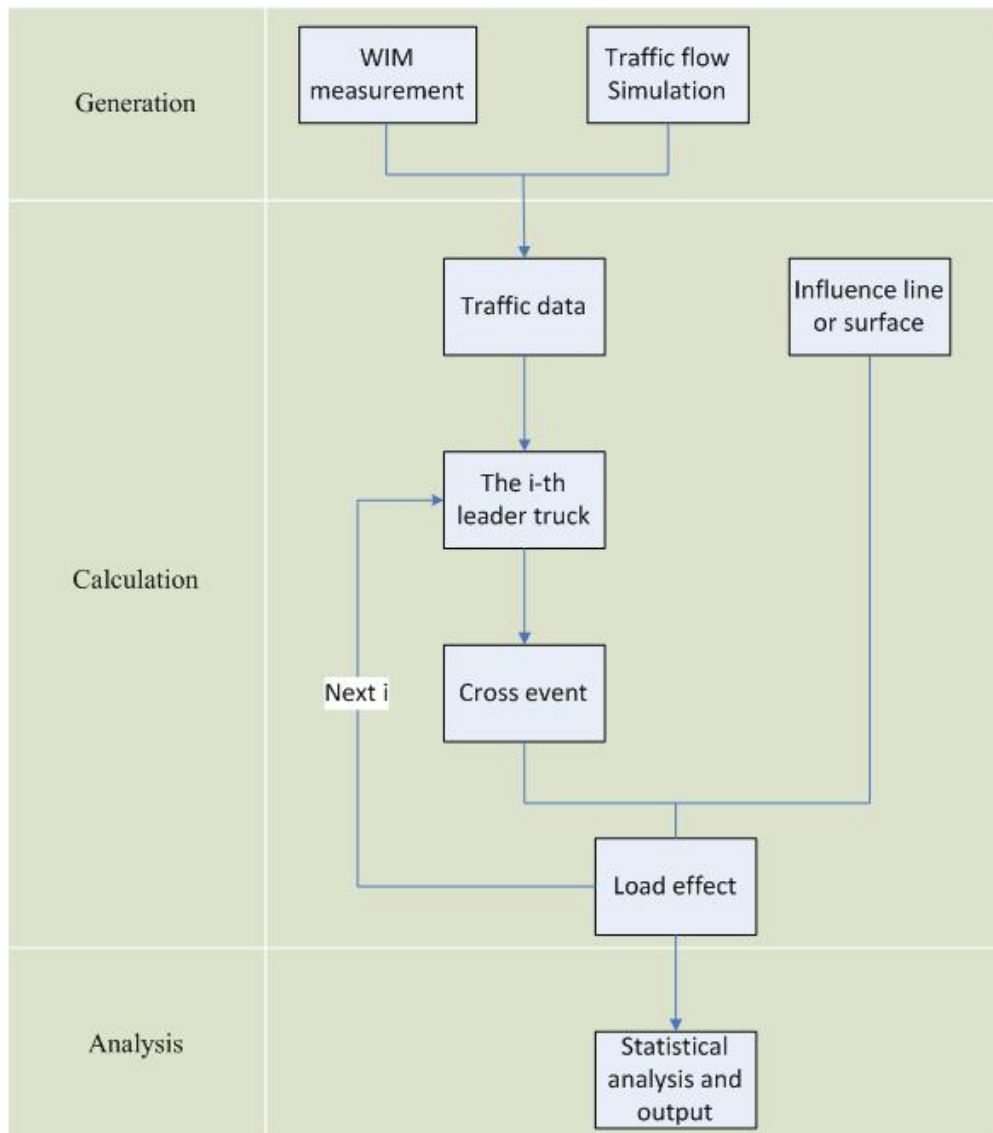 Generation
WIM
measurement
Traffic flow
Simulation
Calculation
Traffic data
Influence line
or surface
The i-th
leader truck
Next i
Cross event
Load effect
Analysis
Statistical
analysis and
output